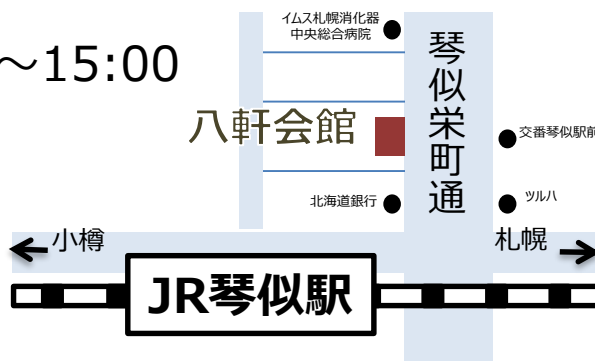 イムス札幌消化器
中央総合病院
～15:00
琴似栄町通
八軒会館
交番琴似駅前
北海道銀行
ツルハ
小樽
札幌
JR琴似駅